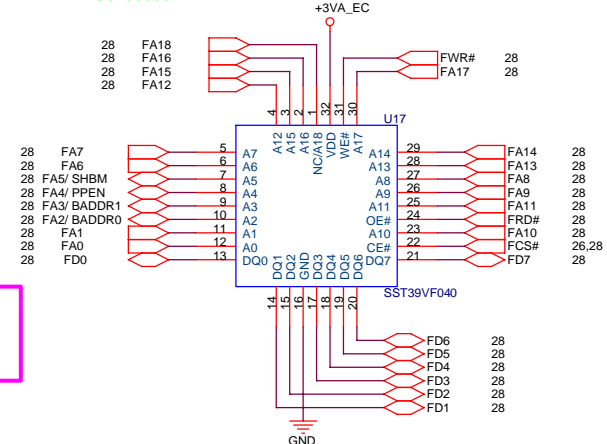 +3VA_EC
28 FA18
28 FA16
28 FA15
28 FA12
FWR# 28
FA17 28
4 3 2 1 32 31 30
U17
A12 A15 A16 NC/A18 VDD WE# A17
28 FA7 5 A7
28 FA6 6 A6
28 FA5/ SHBM 7 A5
28 FA4/ PPEN 8 A4
28 FA3/ BADDR1 9 A3
28 FA2/ BADDR0 10 A2
28 FA1 11 A1
28 FA0 12 A0
28 FD0 13 DQ0
A14 29 FA14 28
A13 28 FA13 28
A8 27 FA8 28
A9 26 FA9 28
A11 25 FA11 28
OE# 24 FRD# 28
A10 23 FA10 28
CE# 22 FCS# 26,28
DQ7 21 FD7 28
DQ1 DQ2 GND DQ3 DQ4 DQ5 DQ6
SST39VF040
14 15 16 17 18 19 20
FD6 28
FD5 28
FD4 28
FD3 28
FD2 28
FD1 28
GND